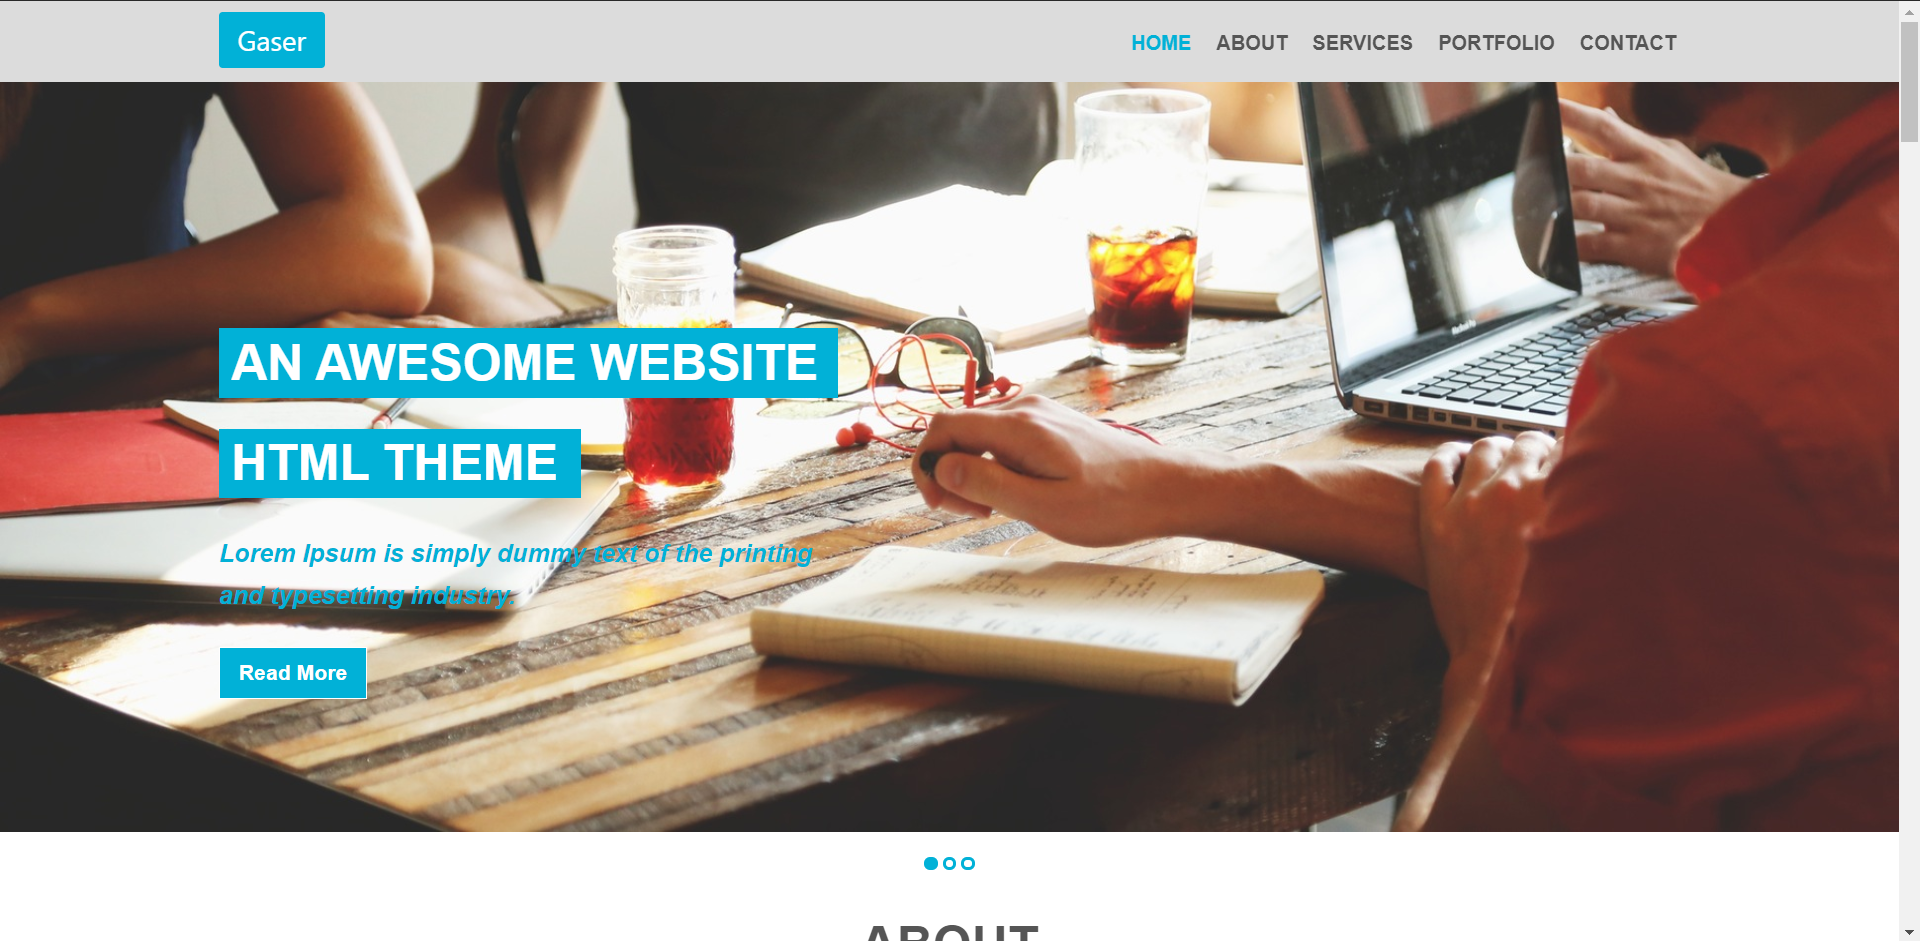 Gaser
HOME ABOUT SERVICES PORTFOLIO CONTACT
AN AWESOME WEBSITE
HTML THEME
Lorem Ipsum is simply dummy text of the printing
and typesetting industry.
Read More
ABOUT